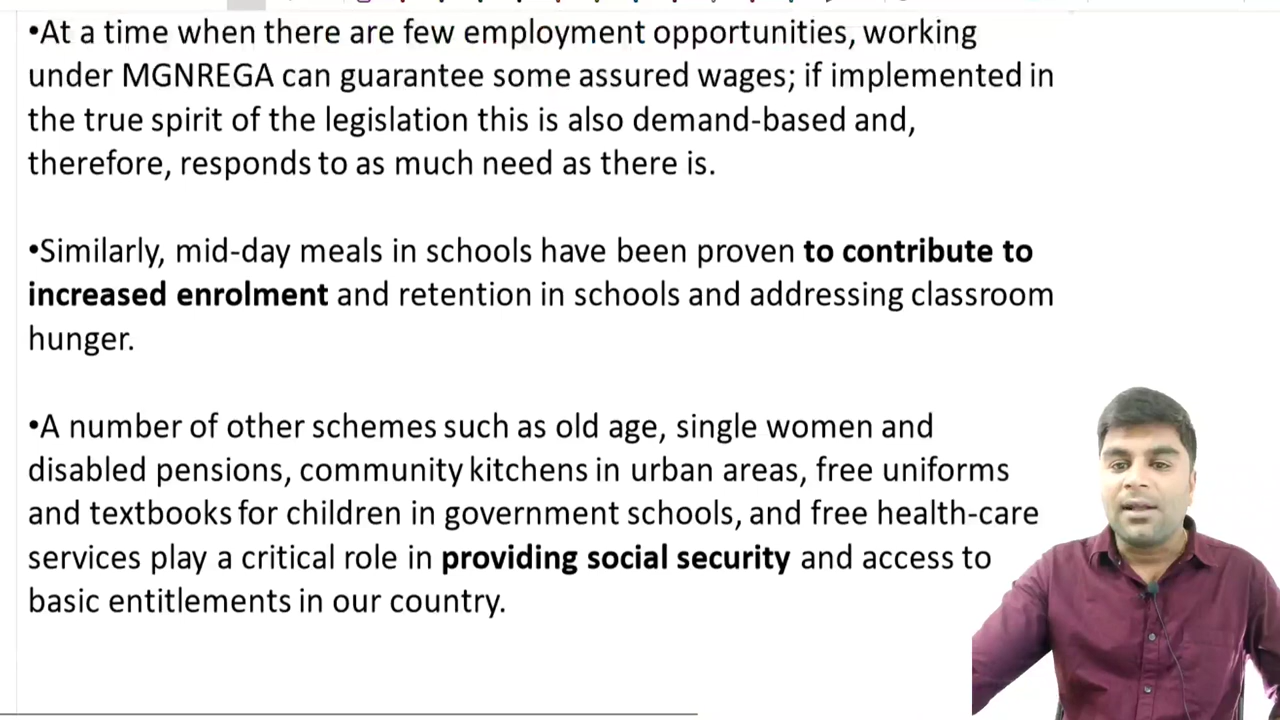 •At a time when there are few employment opportunities, working
under MGNREGA can guarantee some assured wages; if implemented in
the true spirit of the legislation this is also demand-based and,
therefore, responds to as much need as there is.
•Similarly, mid-day meals in schools have been proven to contribute to
increased enrolment and retention in schools and addressing classroom
hunger.
•A number of other schemes such as old age, single women and
disabled pensions, community kitchens in urban areas, free uniforms
and textbooks for children in government schools, and free health-care
services play a critical role in providing social security and access to
basic entitlements in our country.